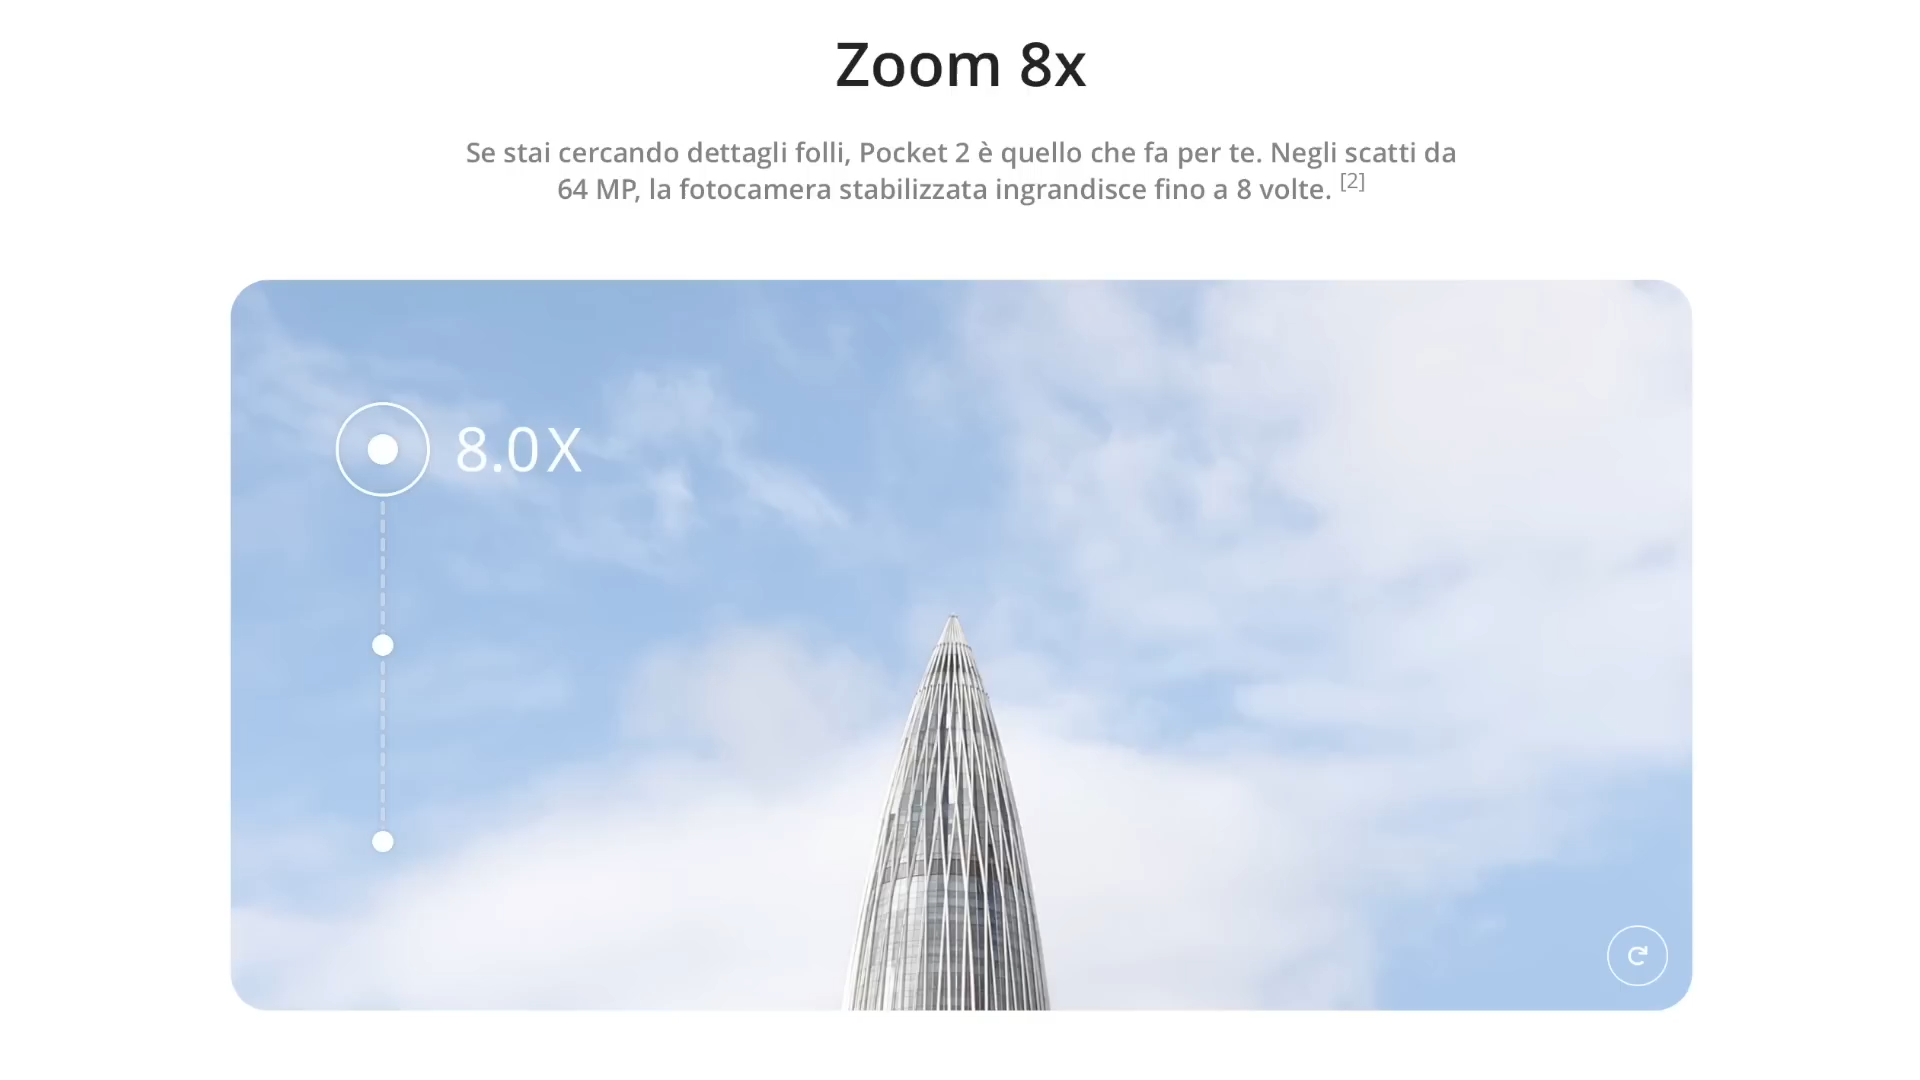 Zoom 8x
Se stai cercando dettagli folli, Pocket 2 è quello che fa per te. Negli scatti da
64 MP, la fotocamera stabilizzata ingrandisce fino a 8 volte. [2]
8.0X